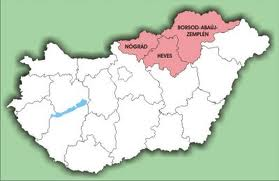 BORSOD-ABAÚJ-
ZEMPLÉN
NÓGRÁD
HEVES